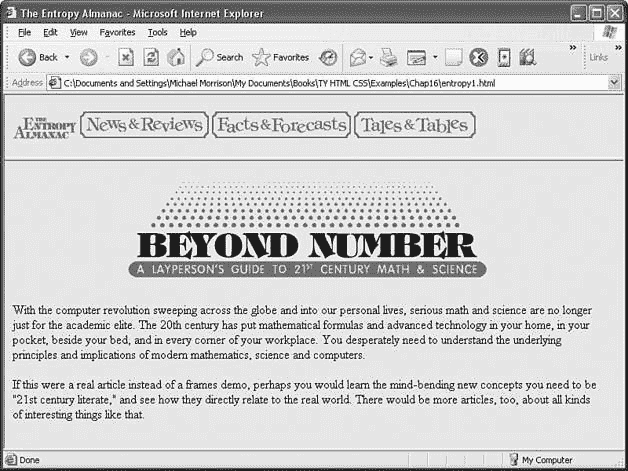 The Entropy Almanac - Microsoft Internet Explorer
File Edit View Favorites Tools Help
Back Search Favorites Links
Address C:\Documents and Settings\Michael Morrison\My Documents\Books\TY HTML CSS\Examples\Chap16\entropy1.html
THE ENTROPY ALMANAC News & Reviews Facts & Forecasts Tales & Tables
BEYOND NUMBER
A LAYPERSON'S GUIDE TO 21ST CENTURY MATH & SCIENCE
With the computer revolution sweeping across the globe and into our personal lives, serious math and science are no longer
just for the academic elite. The 20th century has put mathematical formulas and advanced technology in your home, in your
pocket, beside your bed, and in every corner of your workplace. You desperately need to understand the underlying
principles and implications of modern mathematics, science and computers.
If this were a real article instead of a frames demo, perhaps you would learn the mind-bending new concepts you need to be
"21st century literate," and see how they directly relate to the real world. There would be more articles, too, about all kinds
of interesting things like that.
Done My Computer